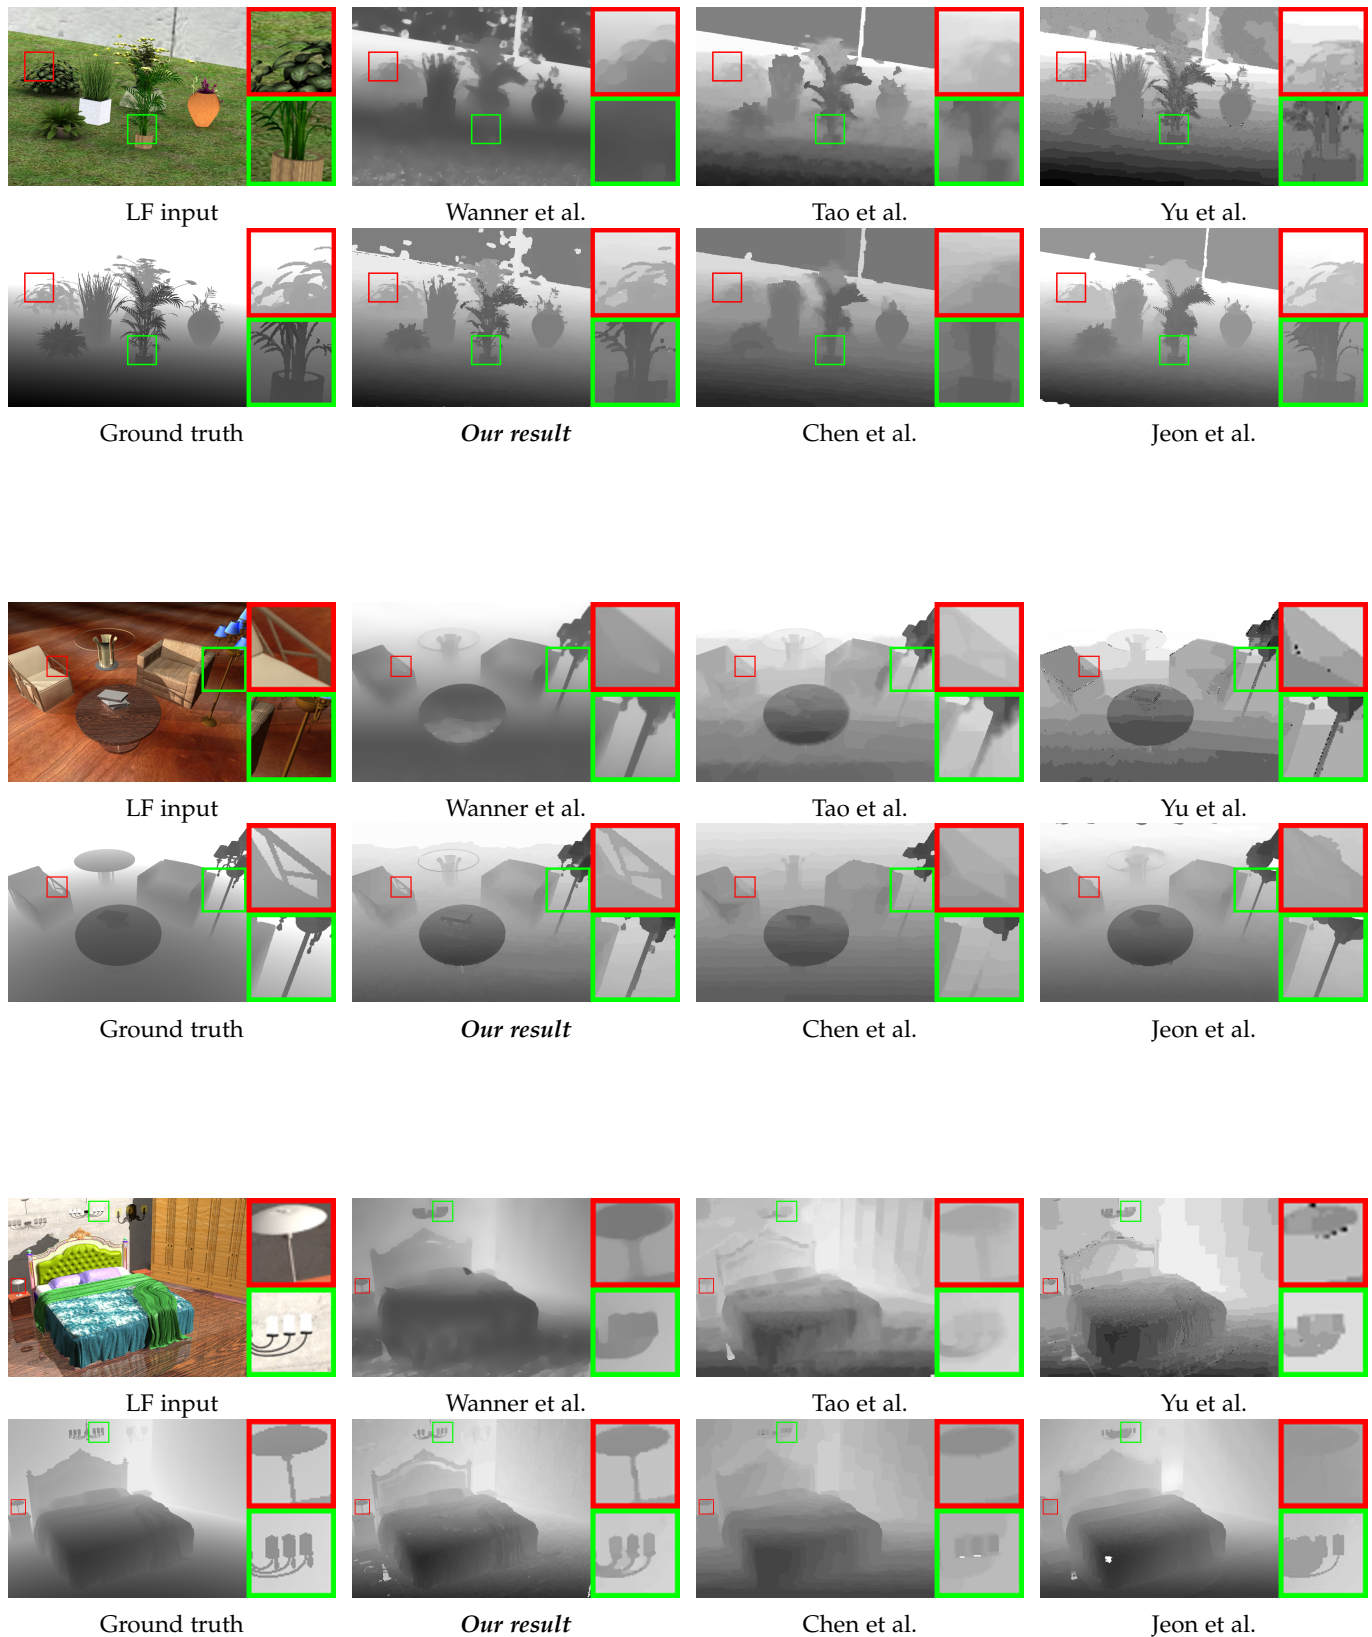 LF input
Wanner et al.
Tao et al.
Yu et al.
Ground truth
Our result
Chen et al.
Jeon et al.
LF input
Wanner et al.
Tao et al.
Yu et al.
Ground truth
Our result
Chen et al.
Jeon et al.
LF input
Wanner et al.
Tao et al.
Yu et al.
Ground truth
Our result
Chen et al.
Jeon et al.